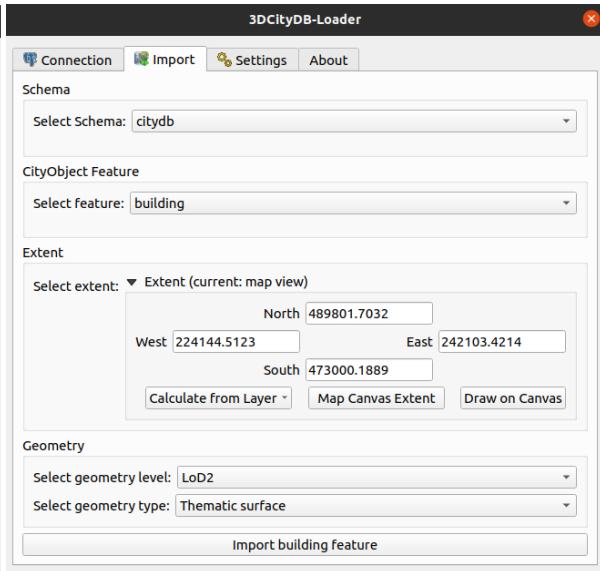 3DCityDB-Loader
Connection Import Settings About
Schema
Select Schema: citydb
CityObject Feature
Select feature: building
Extent
Select extent: Extent (current: map view)
North 489801.7032
West 224144.5123 East 242103.4214
South 473000.1889
Calculate from Layer Map Canvas Extent Draw on Canvas
Geometry
Select geometry level: LoD2
Select geometry type: Thematic surface
Import building feature